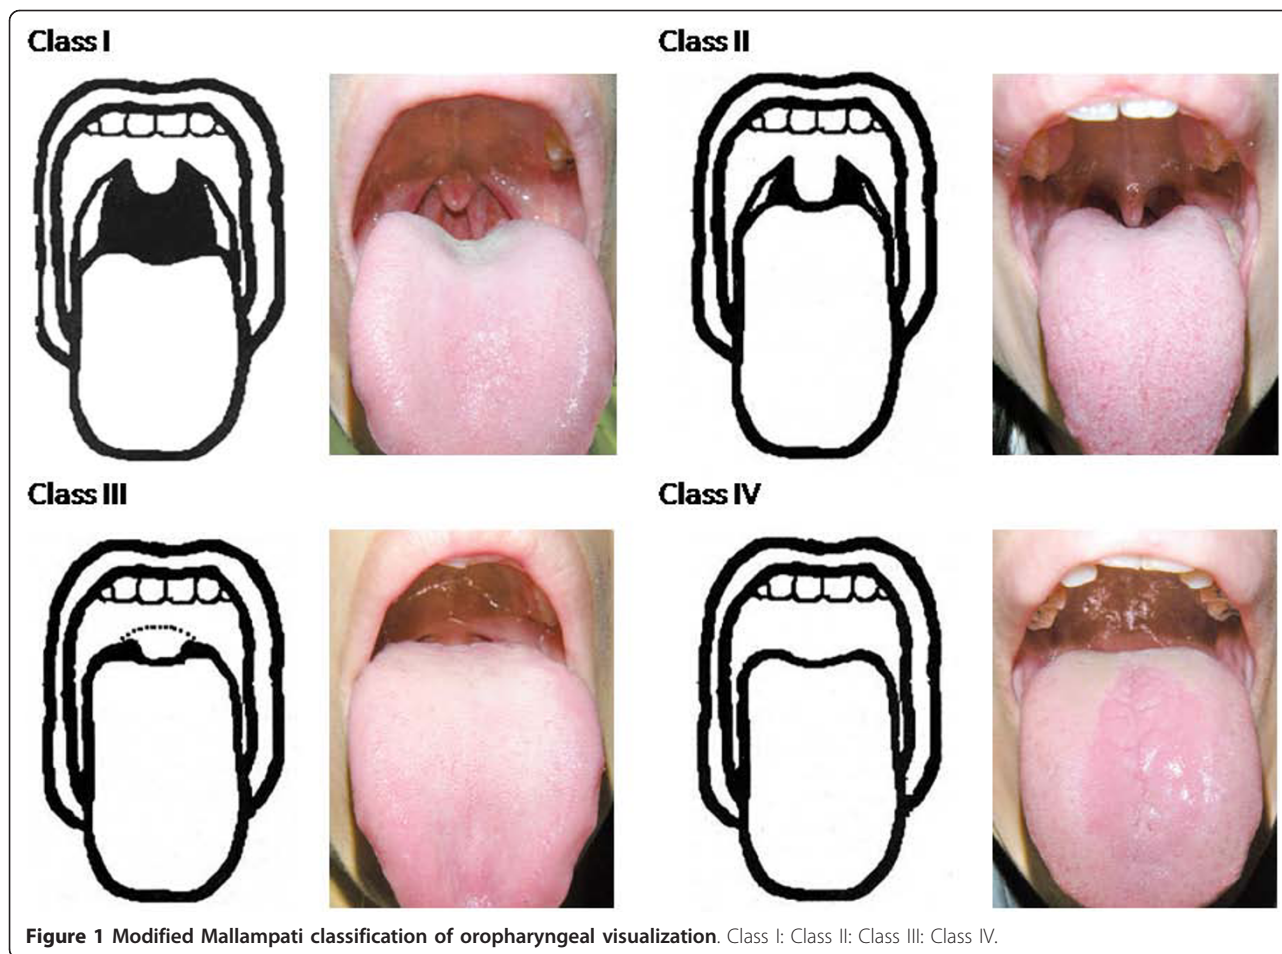 Class I
Class II
Class III
Class IV
Figure 1 Modified Mallampati classification of oropharyngeal visualization. Class I: Class II: Class III: Class IV.